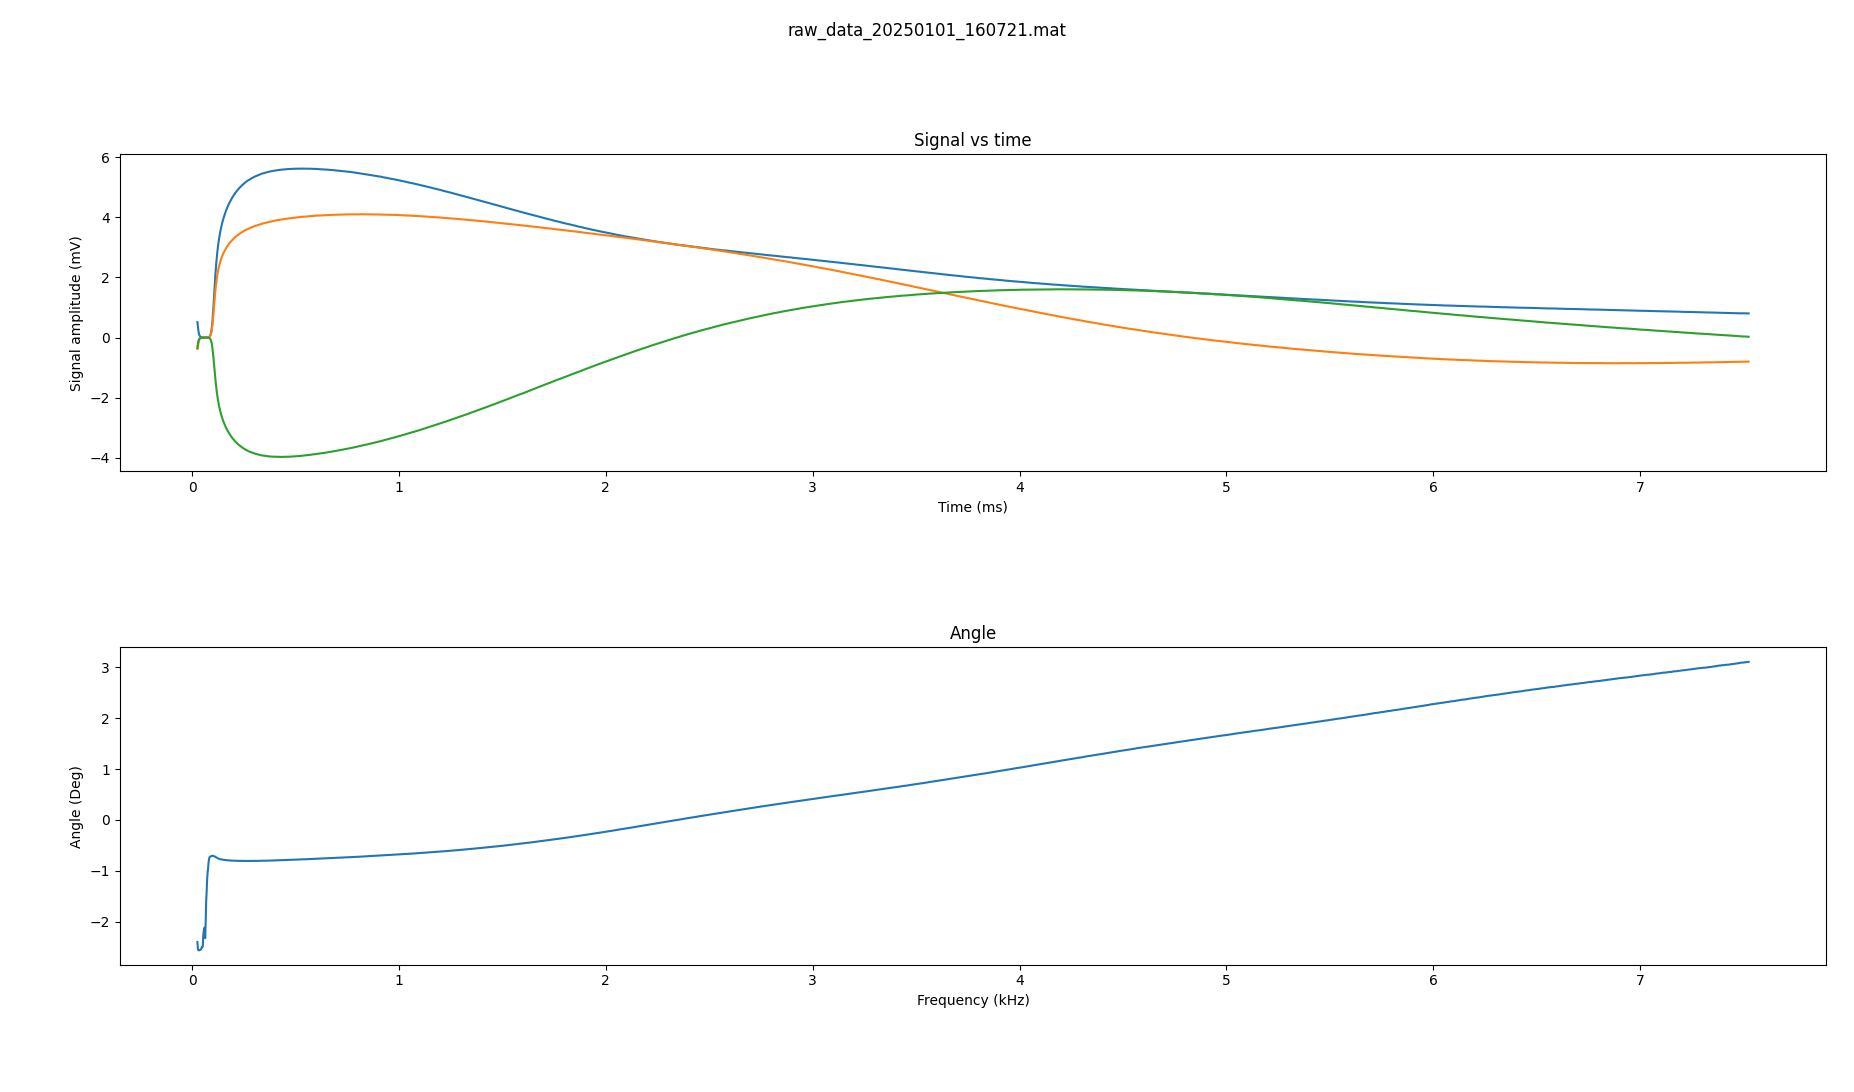 raw_data_20250101_160721.mat
Signal vs time
Signal amplitude (mV)
6
4
2
0
−2
−4
0 1 2 3 4 5 6 7
Time (ms)
Angle
Angle (Deg)
3
2
1
0
−1
−2
0 1 2 3 4 5 6 7
Frequency (kHz)